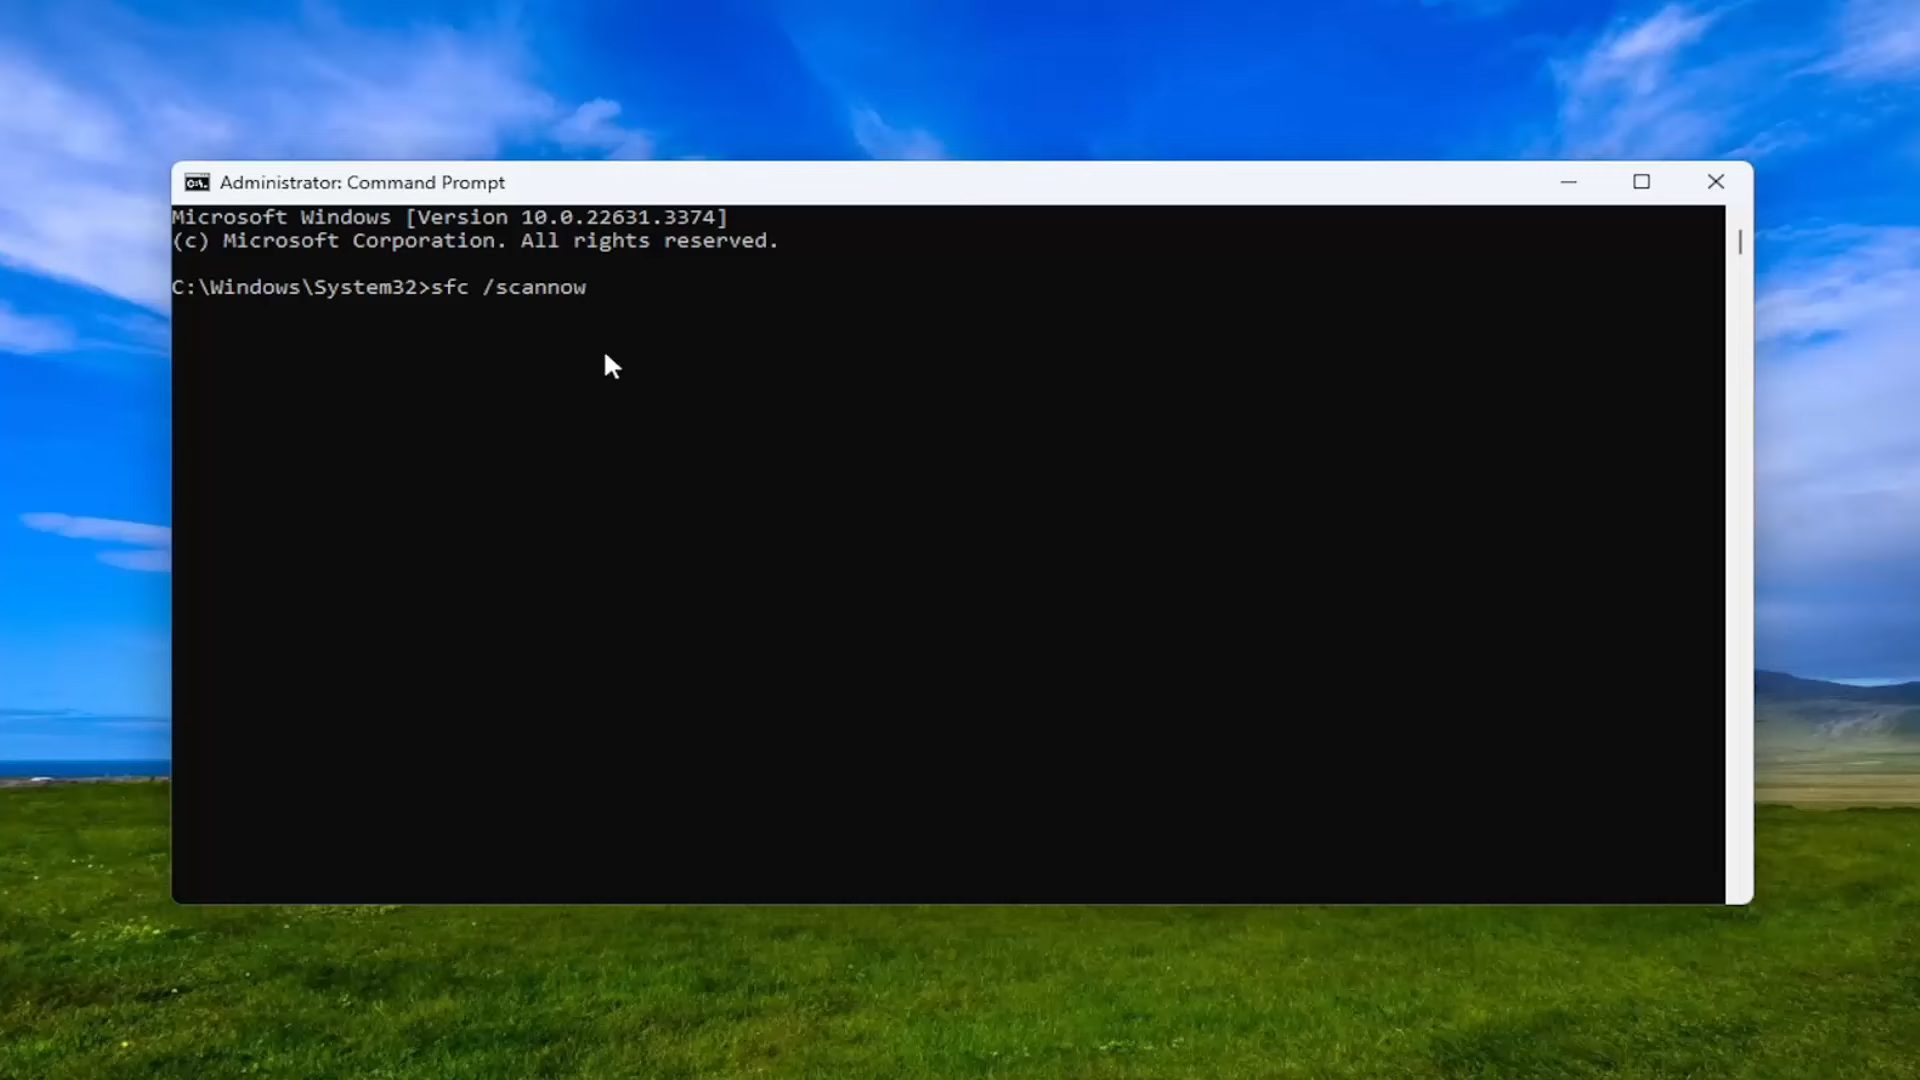 Administrator: Command Prompt
Microsoft Windows [Version 10.0.22631.3374]
(c) Microsoft Corporation. All rights reserved.
C:\Windows\System32>sfc /scannow